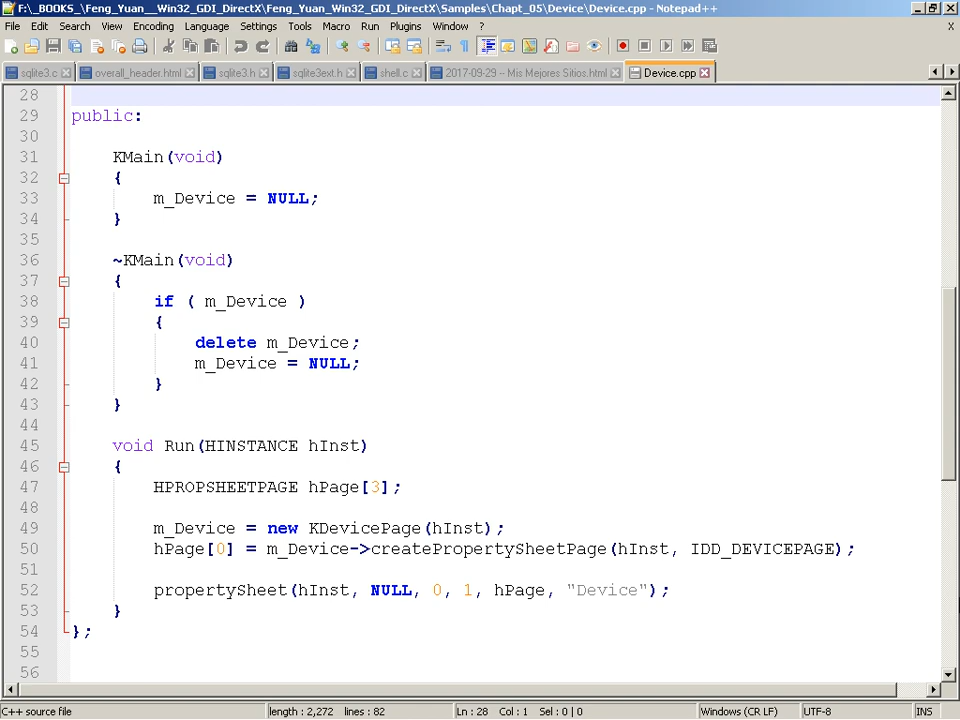 F:\_BOOKS_\Feng_Yuan__Win32_GDI_DirectX\Feng_Yuan_Win32_GDI_DirectX\Samples\Chapt_05\Device\Device.cpp - Notepad++
File Edit Search View Encoding Language Settings Tools Macro Run Plugins Window ? X
sqlite3.c overall_header.html sqlite3.h sqlite3ext.h shell.c 2017-09-29 -- Mis Mejores Sitios.html Device.cpp
28
29 public:
30
31 KMain(void)
32 {
33 m_Device = NULL;
34 }
35
36 ~KMain(void)
37 {
38 if ( m_Device )
39 {
40 delete m_Device;
41 m_Device = NULL;
42 }
43 }
44
45 void Run(HINSTANCE hInst)
46 {
47 HPROPSHEETPAGE hPage[3];
48
49 m_Device = new KDevicePage(hInst);
50 hPage[0] = m_Device->createPropertySheetPage(hInst, IDD_DEVICEPAGE);
51
52 propertySheet(hInst, NULL, 0, 1, hPage, "Device");
53 }
54 };
55
56
C++ source file length : 2,272 lines : 82 Ln : 28 Col : 1 Sel : 0 | 0 Windows (CR LF) UTF-8 INS